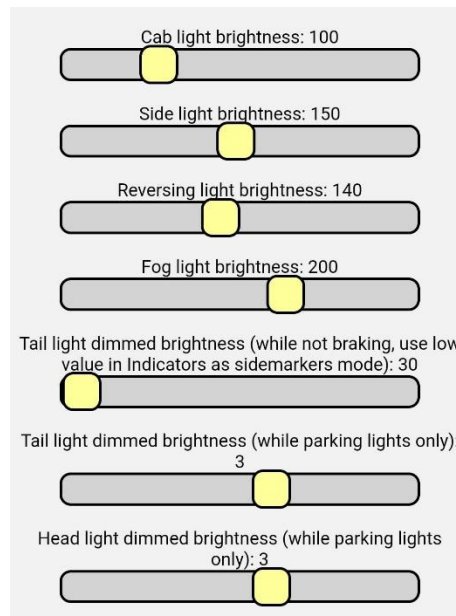 Cab light brightness: 100
Side light brightness: 150
Reversing light brightness: 140
Fog light brightness: 200
Tail light dimmed brightness (while not braking, use low
value in Indicators as sidemarkers mode): 30
Tail light dimmed brightness (while parking lights only):
3
Head light dimmed brightness (while parking lights
only): 3